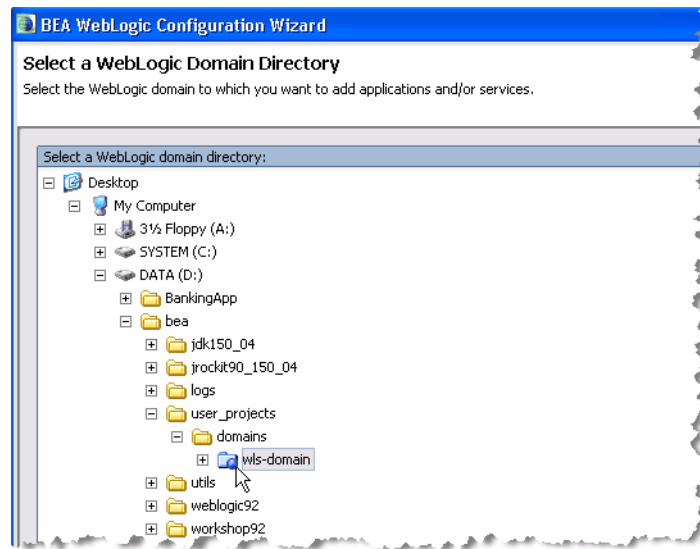 BEA WebLogic Configuration Wizard
Select a WebLogic Domain Directory
Select the WebLogic domain to which you want to add applications and/or services.
Select a WebLogic domain directory:
Desktop
My Computer
3½ Floppy (A:)
SYSTEM (C:)
DATA (D:)
BankingApp
bea
jdk150_04
jrockit90_150_04
logs
user_projects
domains
wls-domain
utils
weblogic92
workshop92